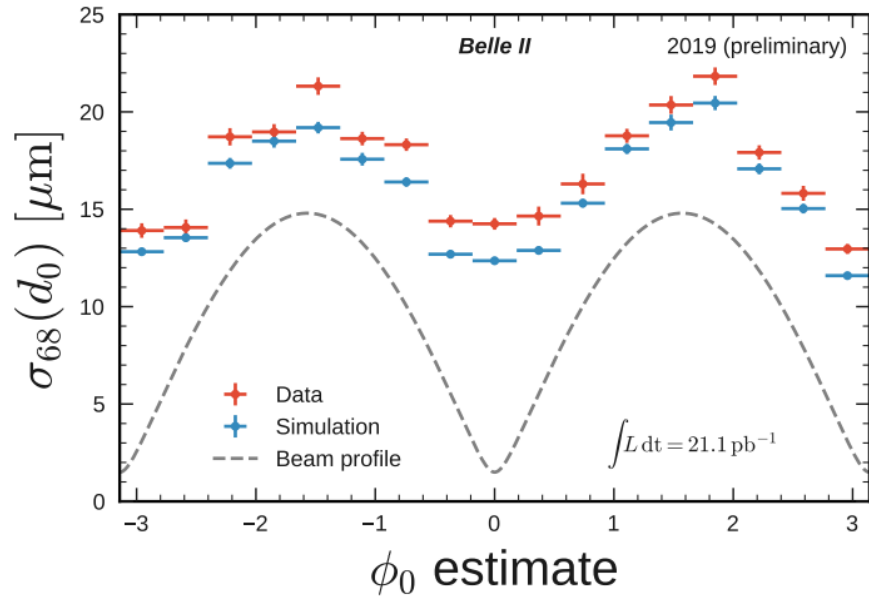 Belle II
2019 (preliminary)
25
20
15
10
5
0
σ₆₈(d₀) [μm]
Data
Simulation
Beam profile
∫L dt = 21.1 pb⁻¹
−3
−2
−1
0
1
2
3
ϕ₀ estimate